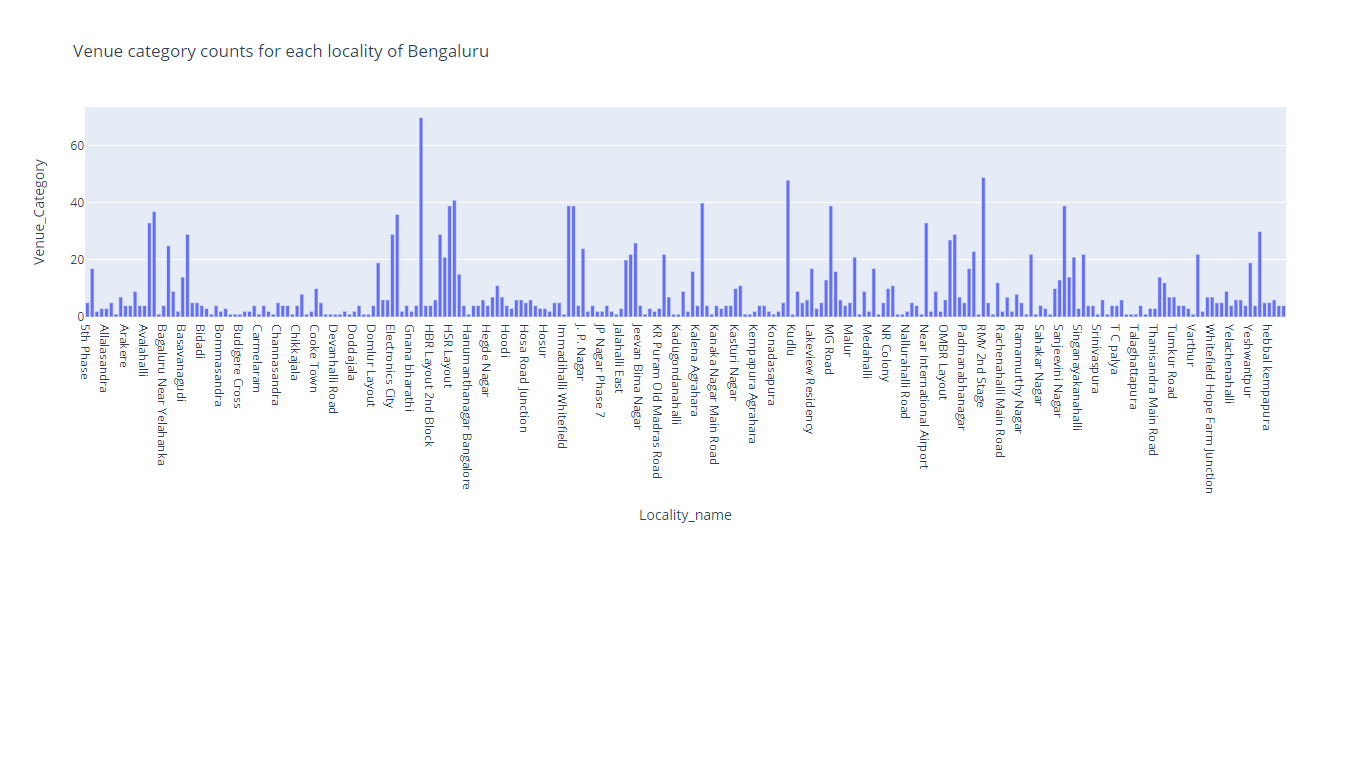 Venue category counts for each locality of Bengaluru
Venue_Category
60
40
20
0
5th Phase
Allalasandra
Arakere
Avalahalli
Bagaluru Near Yelahanka
Basavanagudi
Bidadi
Bommasandra
Budigere Cross
Carmelaram
Channasandra
Chikkajala
Cooke Town
Devanhalli Road
Doddajala
Domlur Layout
Electronics City
Gnana bharathi
HBR Layout 2nd Block
HSR Layout
Hanumanthanagar Bangalore
Hegde Nagar
Hoodi
Hosa Road Junction
Hosur
Immadihalli Whitefield
J. P. Nagar
JP Nagar Phase 7
Jalahalli East
Jeevan Bima Nagar
KR Puram Old Madras Road
Kadugondanahalli
Kalena Agrahara
Kanaka Nagar Main Road
Kasturi Nagar
Kempapura Agrahara
Konadasapura
Kudlu
Lakeview Residency
MG Road
Malur
Medahalli
NR Colony
Nallurahalli Road
Near International Airport
OMBR Layout
Padmanabhanagar
RMV 2nd Stage
Rachenahalli Main Road
Ramamurthy Nagar
Sahakar Nagar
Sanjeevini Nagar
Singanayakanahalli
Srinivaspura
T C palya
Talaghattapura
Thanisandra Main Road
Tumkur Road
Varthur
Whitefield Hope Farm Junction
Yelachenahalli
Yeshwantpur
hebbal kempapura
Locality_name